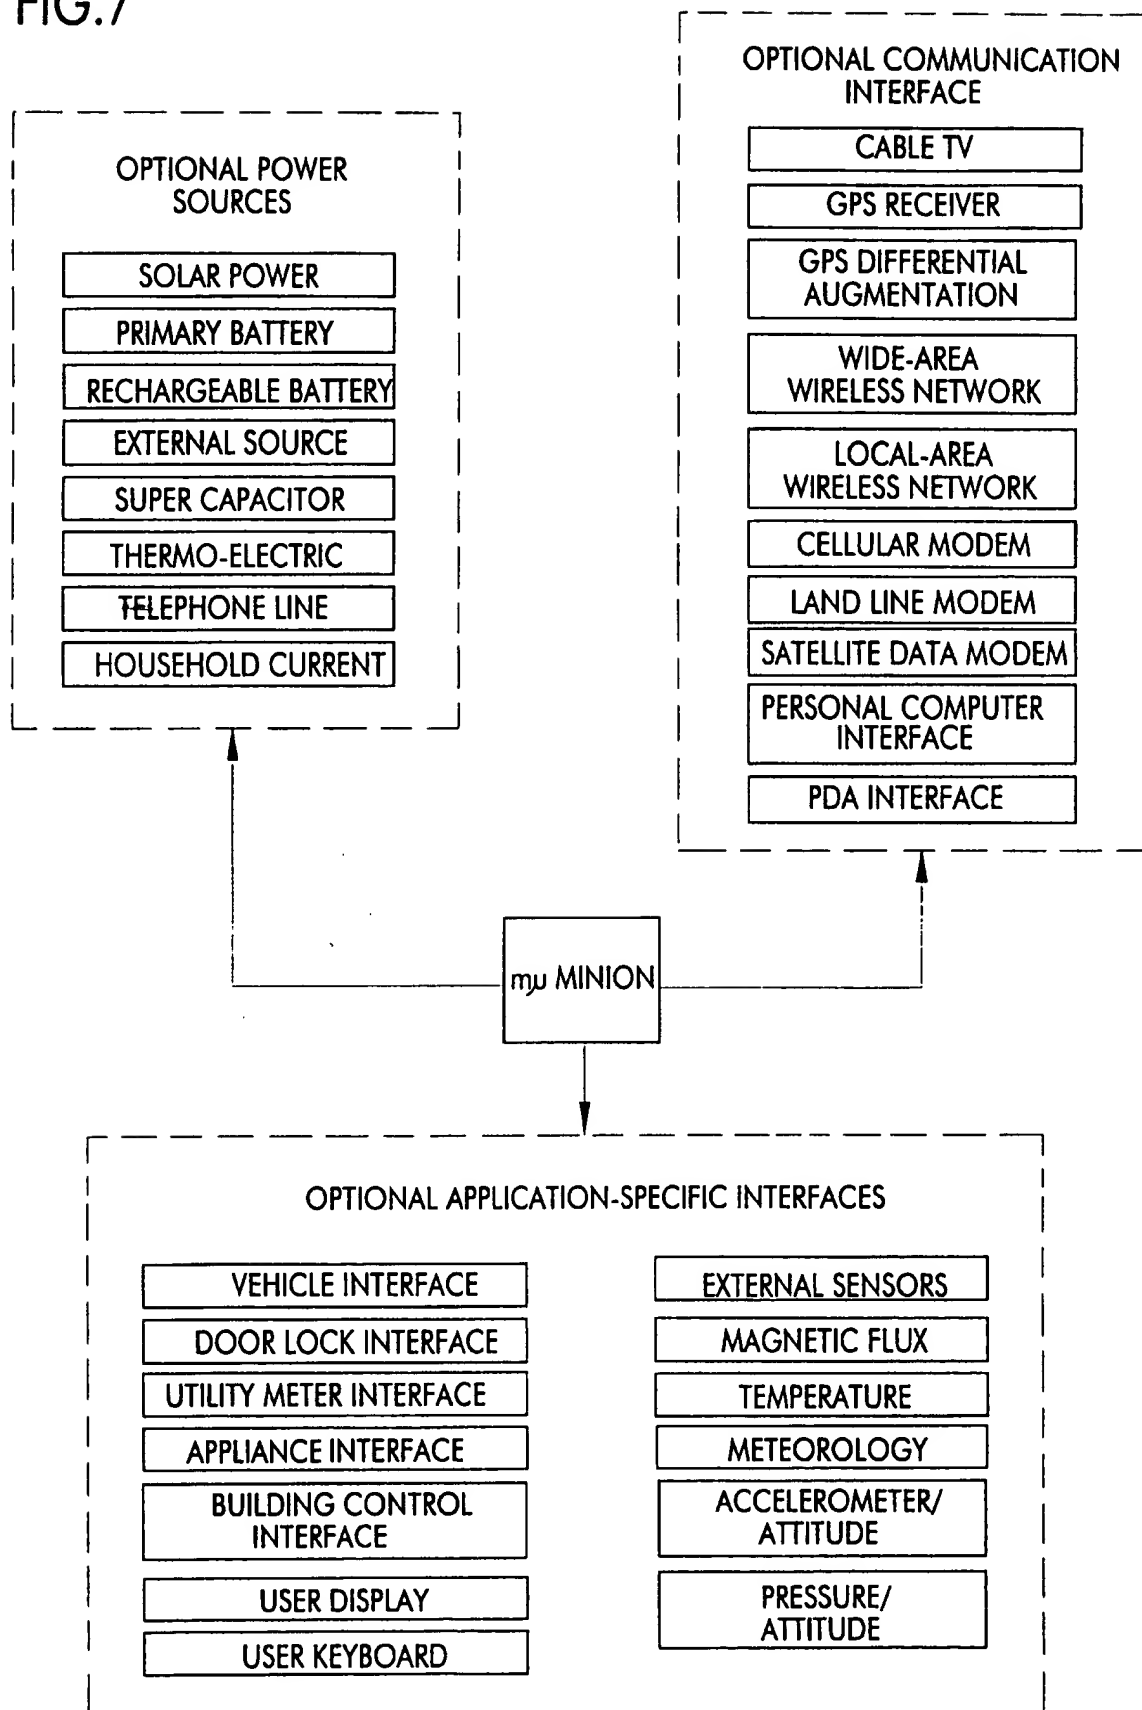 FIG.7
OPTIONAL POWER
SOURCES
SOLAR POWER
PRIMARY BATTERY
RECHARGEABLE BATTERY
EXTERNAL SOURCE
SUPER CAPACITOR
THERMO-ELECTRIC
TELEPHONE LINE
HOUSEHOLD CURRENT
OPTIONAL COMMUNICATION
INTERFACE
CABLE TV
GPS RECEIVER
GPS DIFFERENTIAL
AUGMENTATION
WIDE-AREA
WIRELESS NETWORK
LOCAL-AREA
WIRELESS NETWORK
CELLULAR MODEM
LAND LINE MODEM
SATELLITE DATA MODEM
PERSONAL COMPUTER
INTERFACE
PDA INTERFACE
mμ MINION
OPTIONAL APPLICATION-SPECIFIC INTERFACES
VEHICLE INTERFACE
DOOR LOCK INTERFACE
UTILITY METER INTERFACE
APPLIANCE INTERFACE
BUILDING CONTROL
INTERFACE
USER DISPLAY
USER KEYBOARD
EXTERNAL SENSORS
MAGNETIC FLUX
TEMPERATURE
METEOROLOGY
ACCELEROMETER/
ATTITUDE
PRESSURE/
ATTITUDE